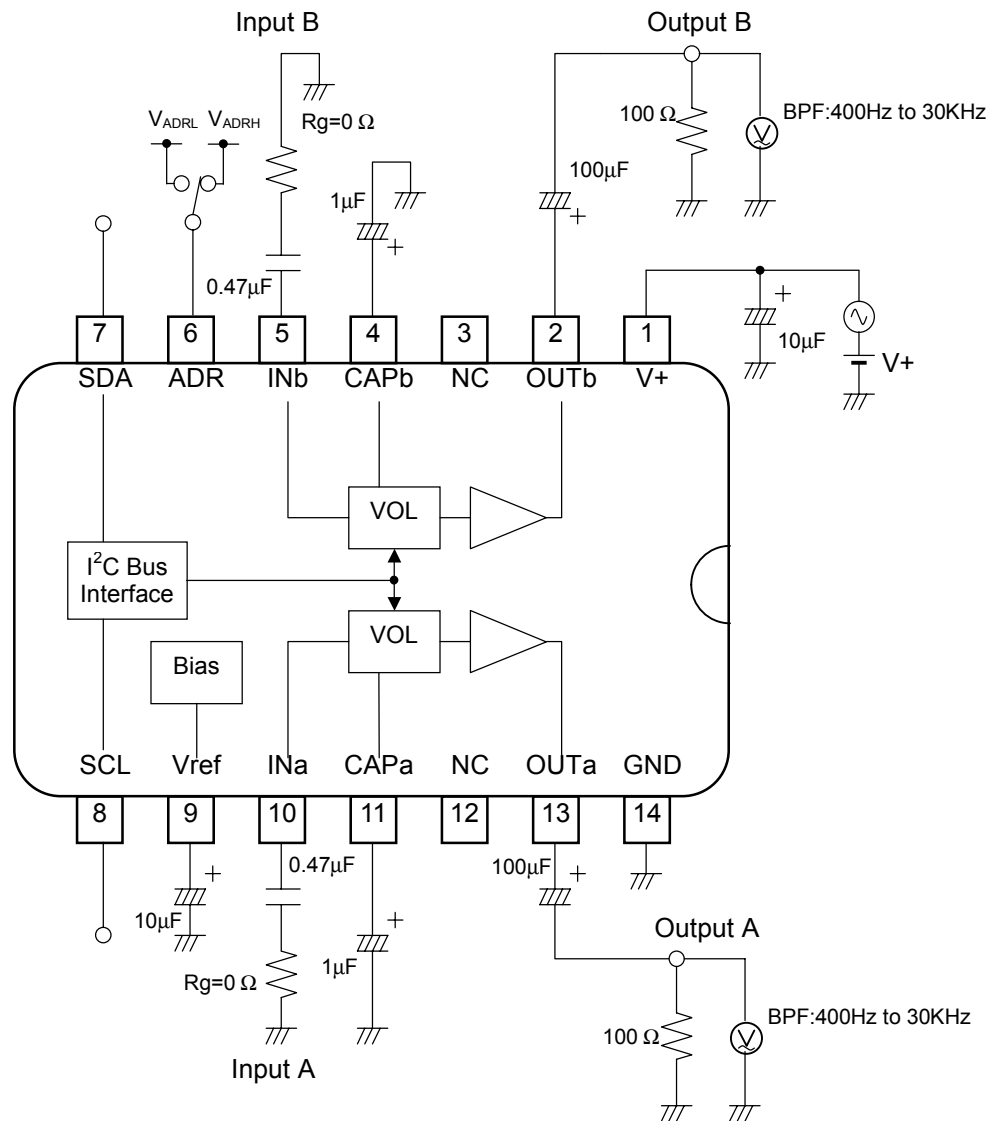 Input B
Output B
V_ADRL
V_ADRH
Rg=0 Ω
100 Ω
BPF:400Hz to 30KHz
1µF
+
100µF
+
0.47µF
+
10µF
V+
7
6
5
4
3
2
1
SDA
ADR
INb
CAPb
NC
OUTb
V+
VOL
I²C Bus
Interface
VOL
Bias
SCL
Vref
INa
CAPa
NC
OUTa
GND
8
9
10
11
12
13
14
+
10µF
0.47µF
Rg=0 Ω
Input A
+
1µF
100µF
+
Output A
100 Ω
BPF:400Hz to 30KHz
V
V